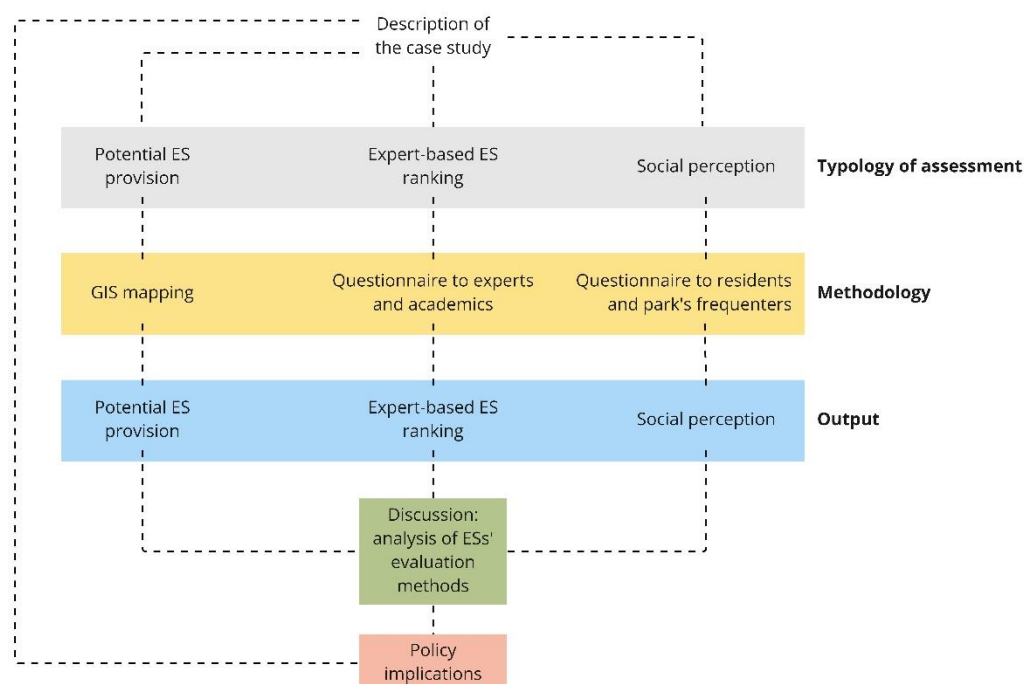 Description of
the case study
Potential ES
provision
Expert-based ES
ranking
Social perception
Typology of assessment
GIS mapping
Questionnaire to experts
and academics
Questionnaire to residents
and park's frequenters
Methodology
Potential ES
provision
Expert-based ES
ranking
Social perception
Output
Discussion:
analysis of ESs'
evaluation
methods
Policy
implications